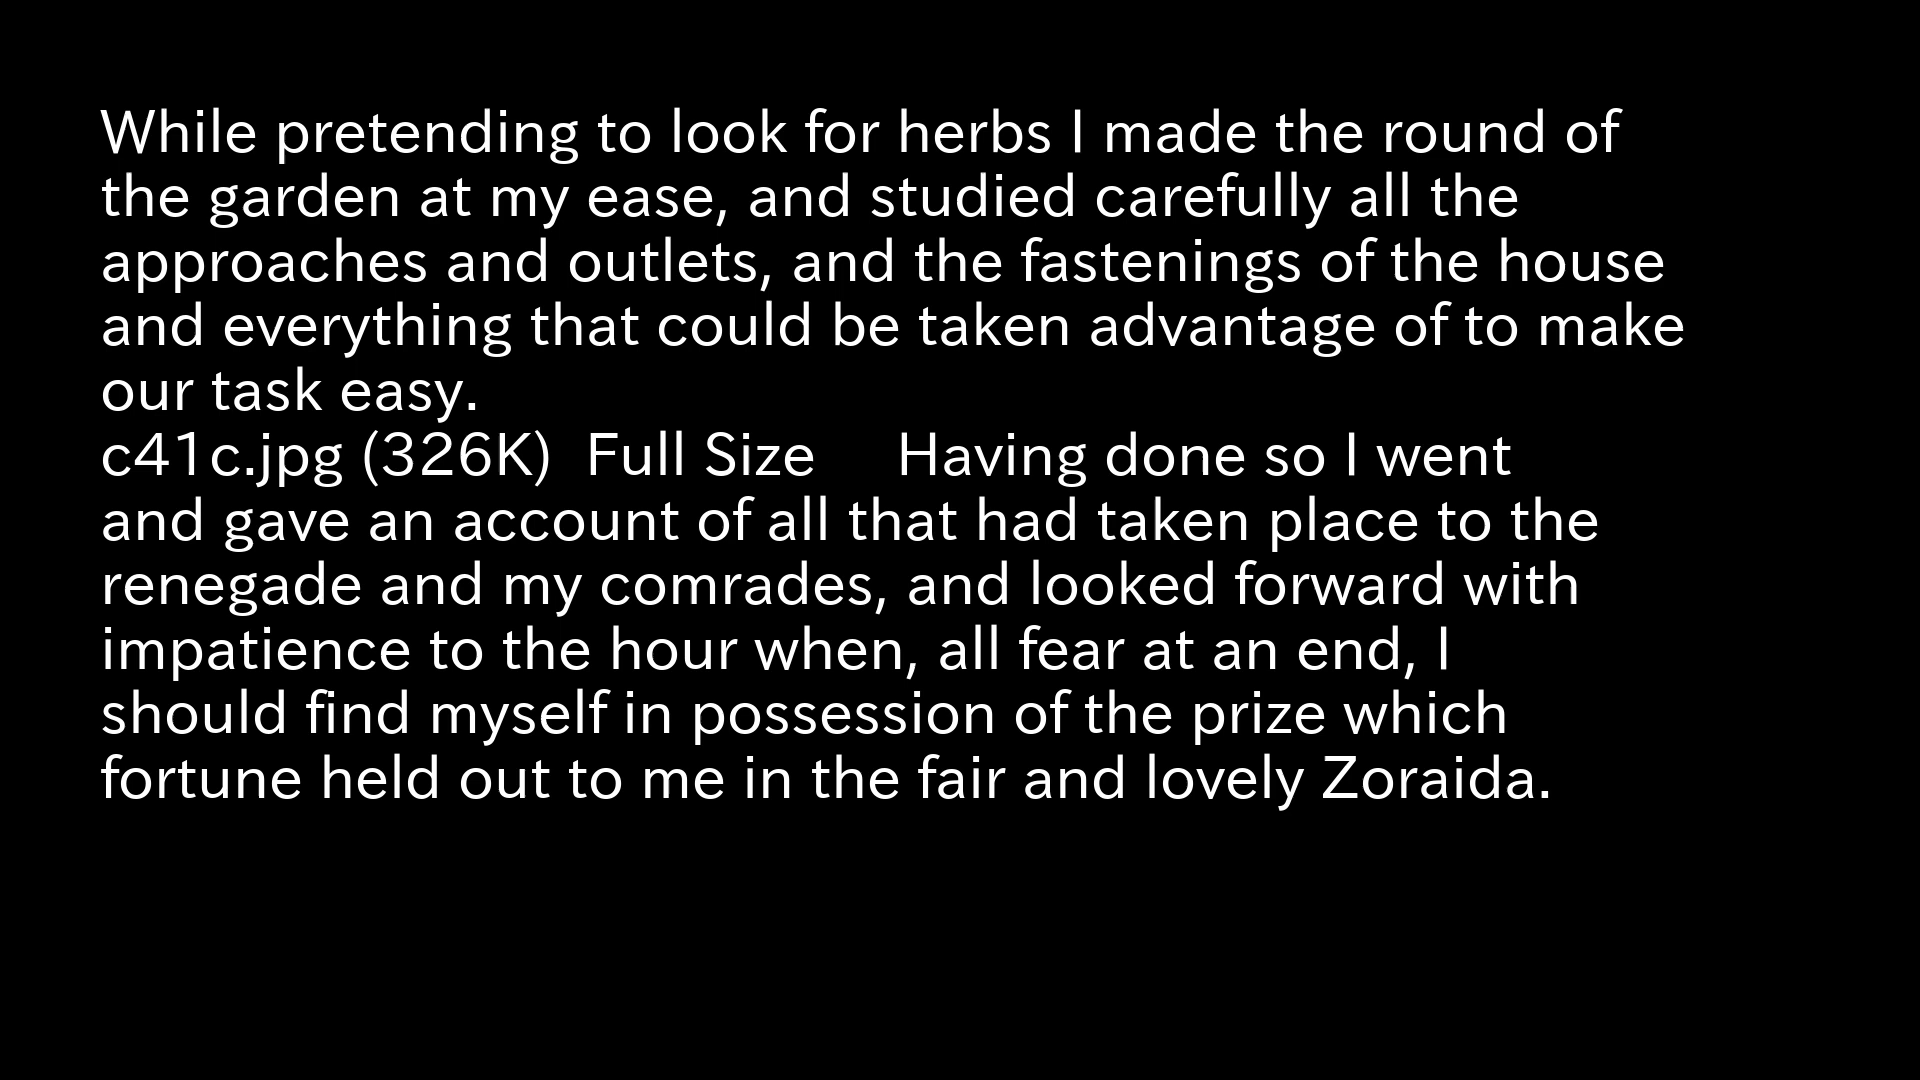 While pretending to look for herbs I made the round of
the garden at my ease, and studied carefully all the
approaches and outlets, and the fastenings of the house
and everything that could be taken advantage of to make
our task easy.
c41c.jpg (326K)  Full Size     Having done so I went
and gave an account of all that had taken place to the
renegade and my comrades, and looked forward with
impatience to the hour when, all fear at an end, I
should find myself in possession of the prize which
fortune held out to me in the fair and lovely Zoraida.